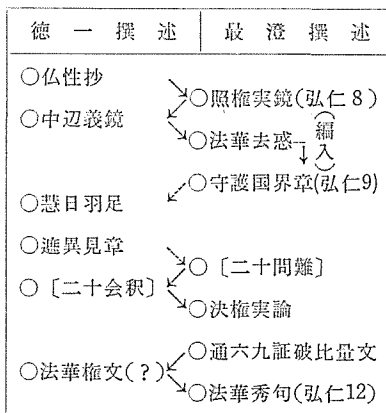 徳一撰述 最澄撰述
○仏性抄
○照権実鏡(弘仁8)
○中辺義鏡
○法華去惑
(編入)
○守護国界章(弘仁9)
○慧日羽足
○遮異見章
○〔二十問難〕
○〔二十会釈〕
○決権実論
○通六九証破比量文
○法華権文(?)
○法華秀句(弘仁12)